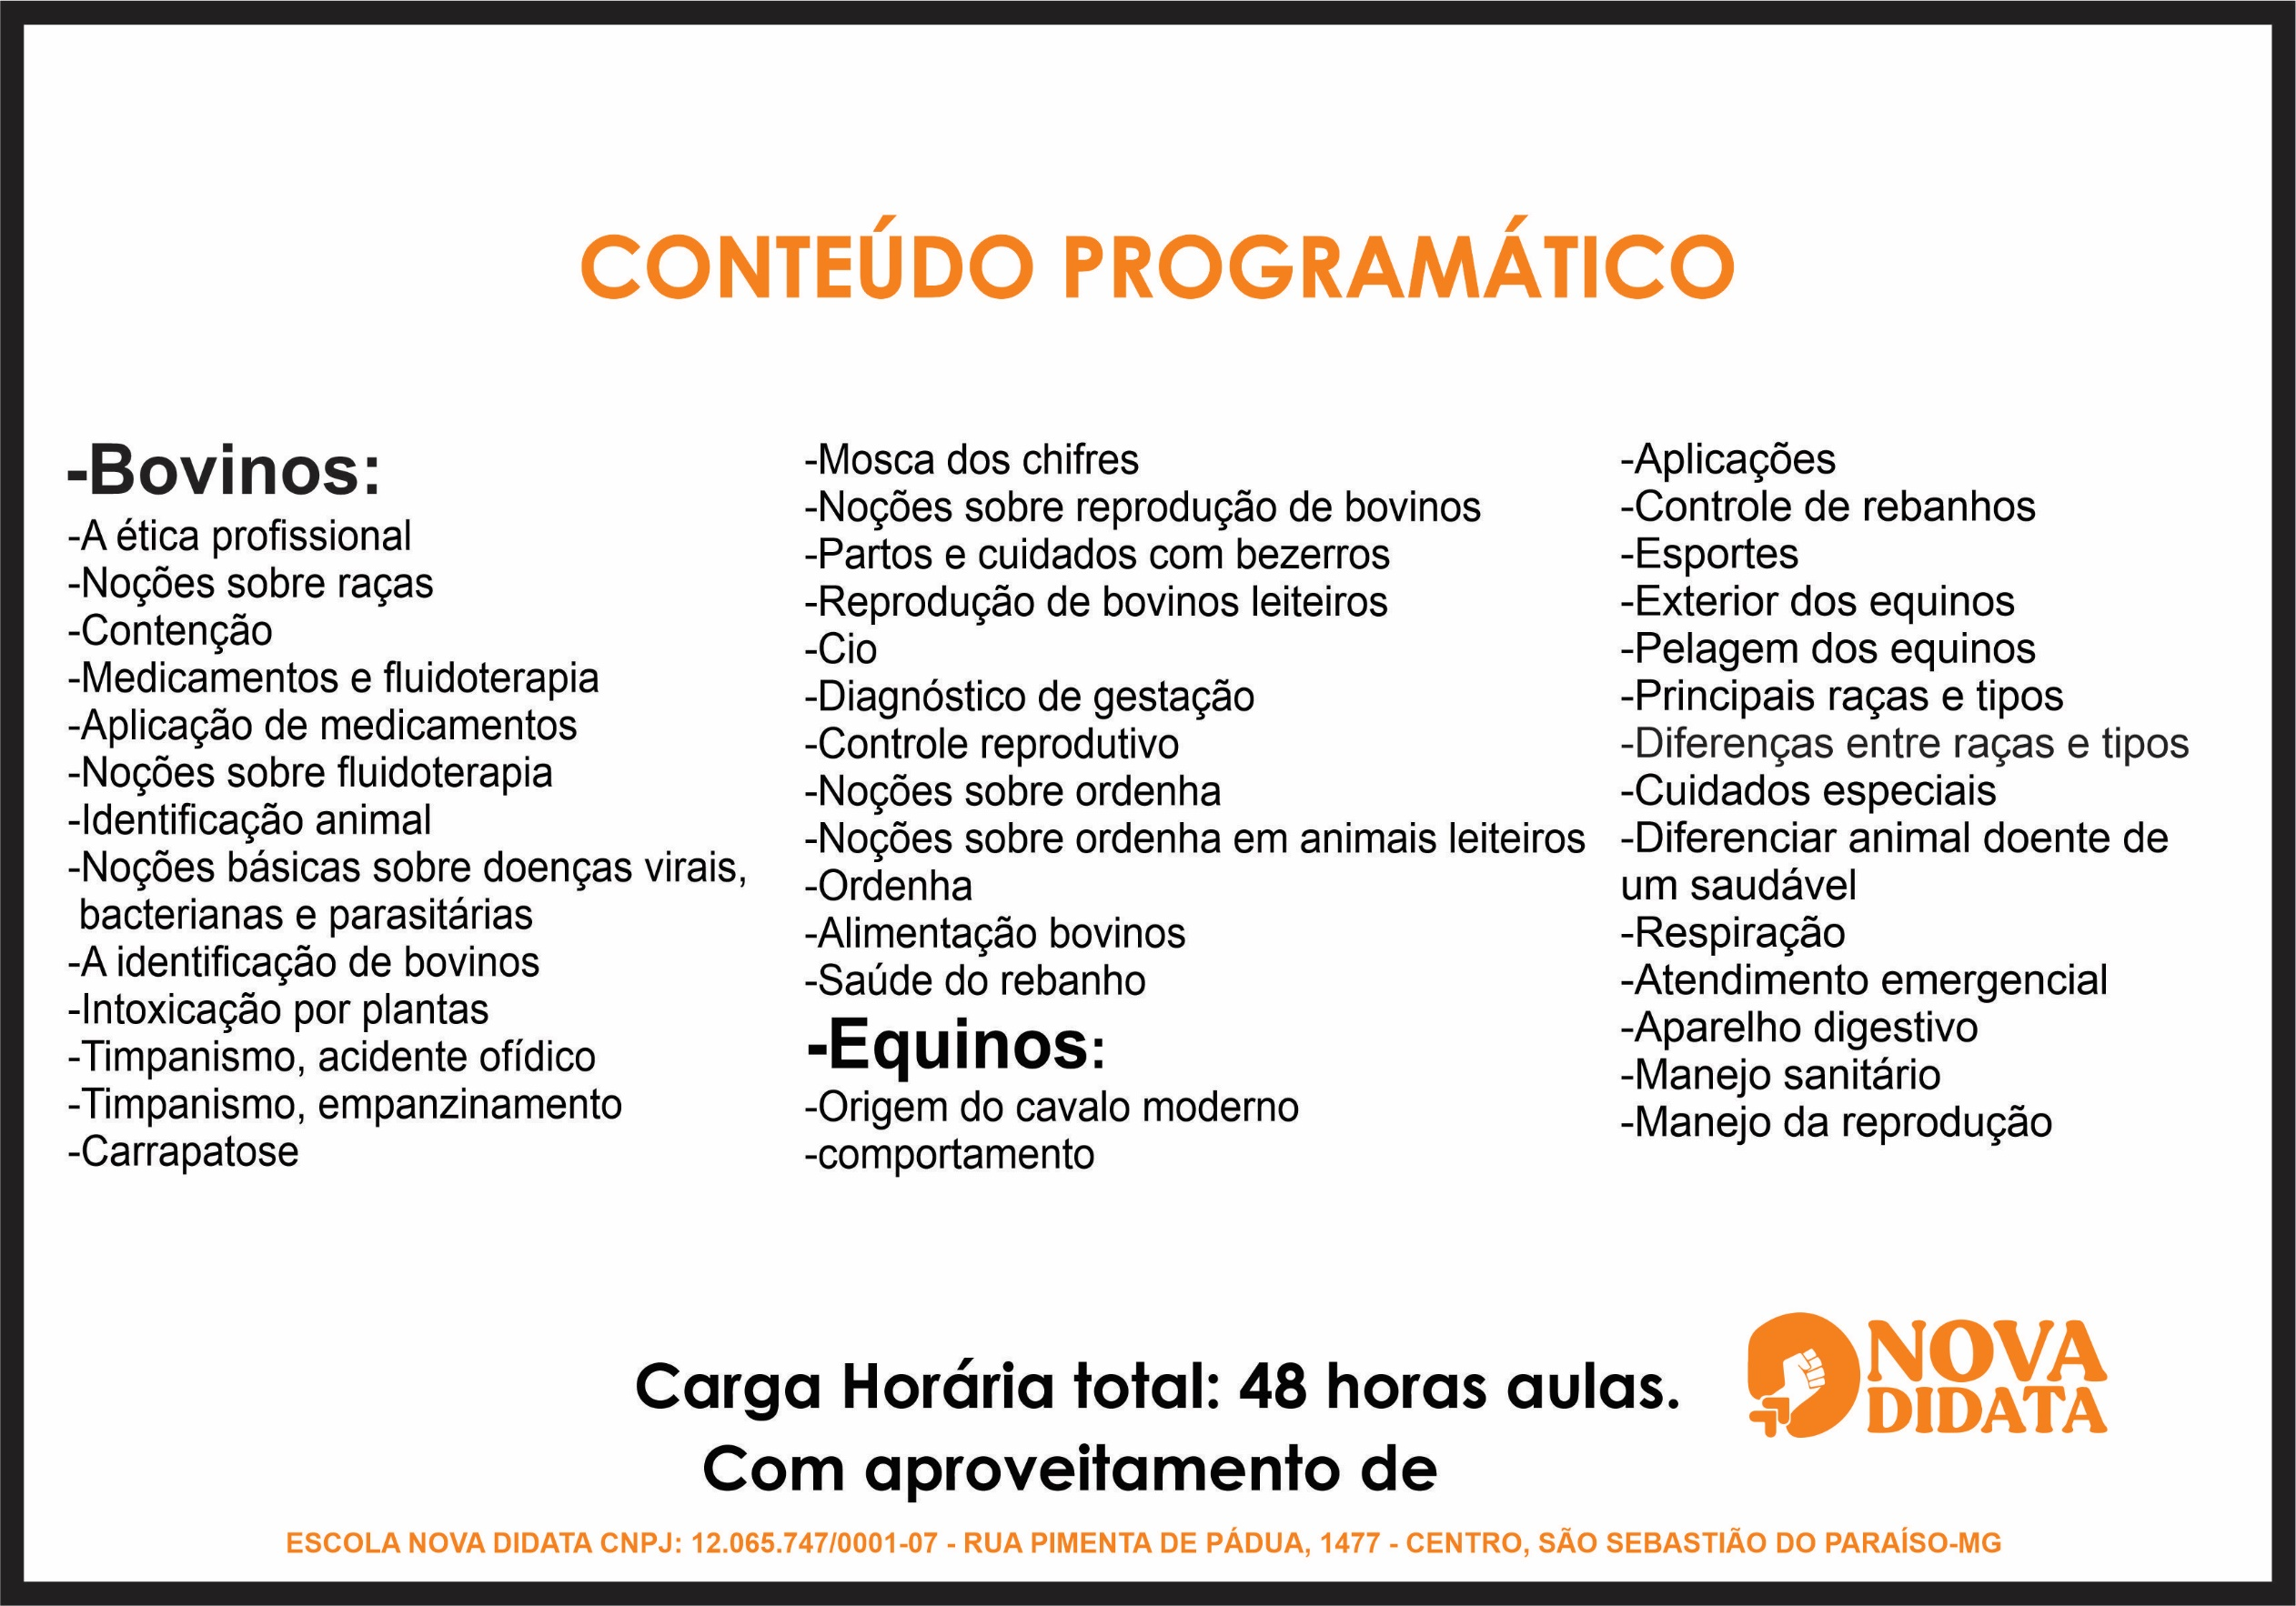 CONTEÚDO PROGRAMÁTICO
-Bovinos:
-A ética profissional
-Noções sobre raças
-Contenção
-Medicamentos e fluidoterapia
-Aplicação de medicamentos
-Noções sobre fluidoterapia
-Identificação animal
-Noções básicas sobre doenças virais,
bacterianas e parasitárias
-A identificação de bovinos
-Intoxicação por plantas
-Timpanismo, acidente ofídico
-Timpanismo, empanzinamento
-Carrapatose
-Mosca dos chifres
-Noções sobre reprodução de bovinos
-Partos e cuidados com bezerros
-Reprodução de bovinos leiteiros
-Cio
-Diagnóstico de gestação
-Controle reprodutivo
-Noções sobre ordenha
-Noções sobre ordenha em animais leiteiros
-Ordenha
-Alimentação bovinos
-Saúde do rebanho
-Equinos:
-Origem do cavalo moderno
-comportamento
-Aplicações
-Controle de rebanhos
-Esportes
-Exterior dos equinos
-Pelagem dos equinos
-Principais raças e tipos
-Diferenças entre raças e tipos
-Cuidados especiais
-Diferenciar animal doente de
um saudável
-Respiração
-Atendimento emergencial
-Aparelho digestivo
-Manejo sanitário
-Manejo da reprodução
Carga Horária total: 48 horas aulas.
Com aproveitamento de
NOVA
DIDATA
ESCOLA NOVA DIDATA CNPJ: 12.065.747/0001-07 - RUA PIMENTA DE PÁDUA, 1477 - CENTRO, SÃO SEBASTIÃO DO PARAÍSO-MG